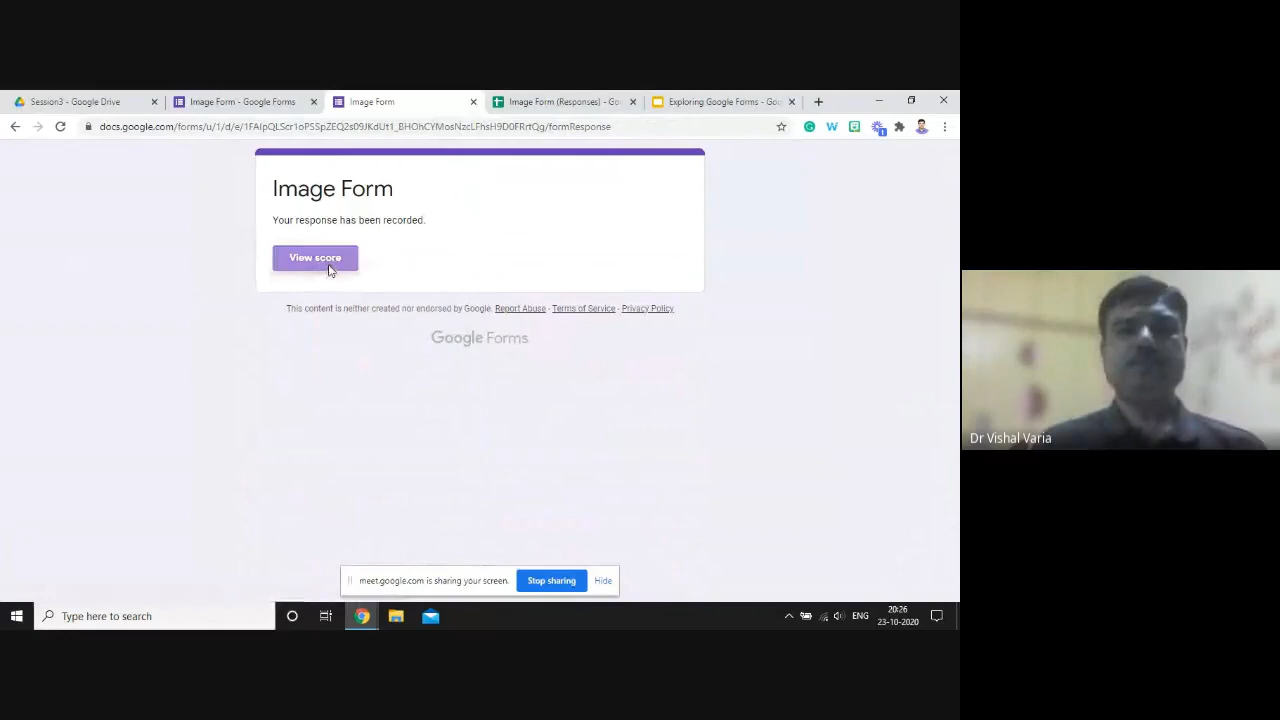 Session3 - Google Drive
Image Form - Google Forms
Image Form
Image Form (Responses) - Go
Exploring Google Forms - Goo
docs.google.com/forms/u/1/d/e/1FAIpQLScr1oPSSpZEQ2s09JKdUt1_BHOhCYMosNzcLFhsH9D0FRrtQg/formResponse
Image Form
Your response has been recorded.
View score
This content is neither created nor endorsed by Google. Report Abuse - Terms of Service - Privacy Policy
Google Forms
Dr Vishal Varia
meet.google.com is sharing your screen. Stop sharing Hide
Type here to search
ENG
20:26
23-10-2020